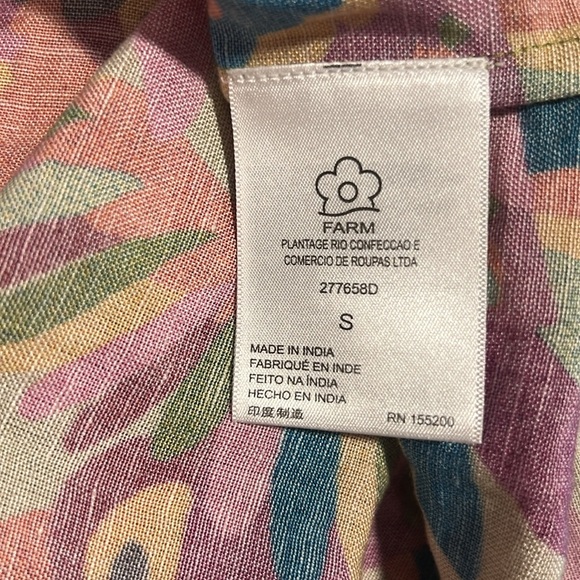 FARM
PLANTAGE RIO CONFECCAO E
COMERCIO DE ROUPAS LTDA
277658D
S
MADE IN INDIA
FABRIQUÉ EN INDE
FEITO NA ÍNDIA
HECHO EN INDIA
印度制造
RN 155200